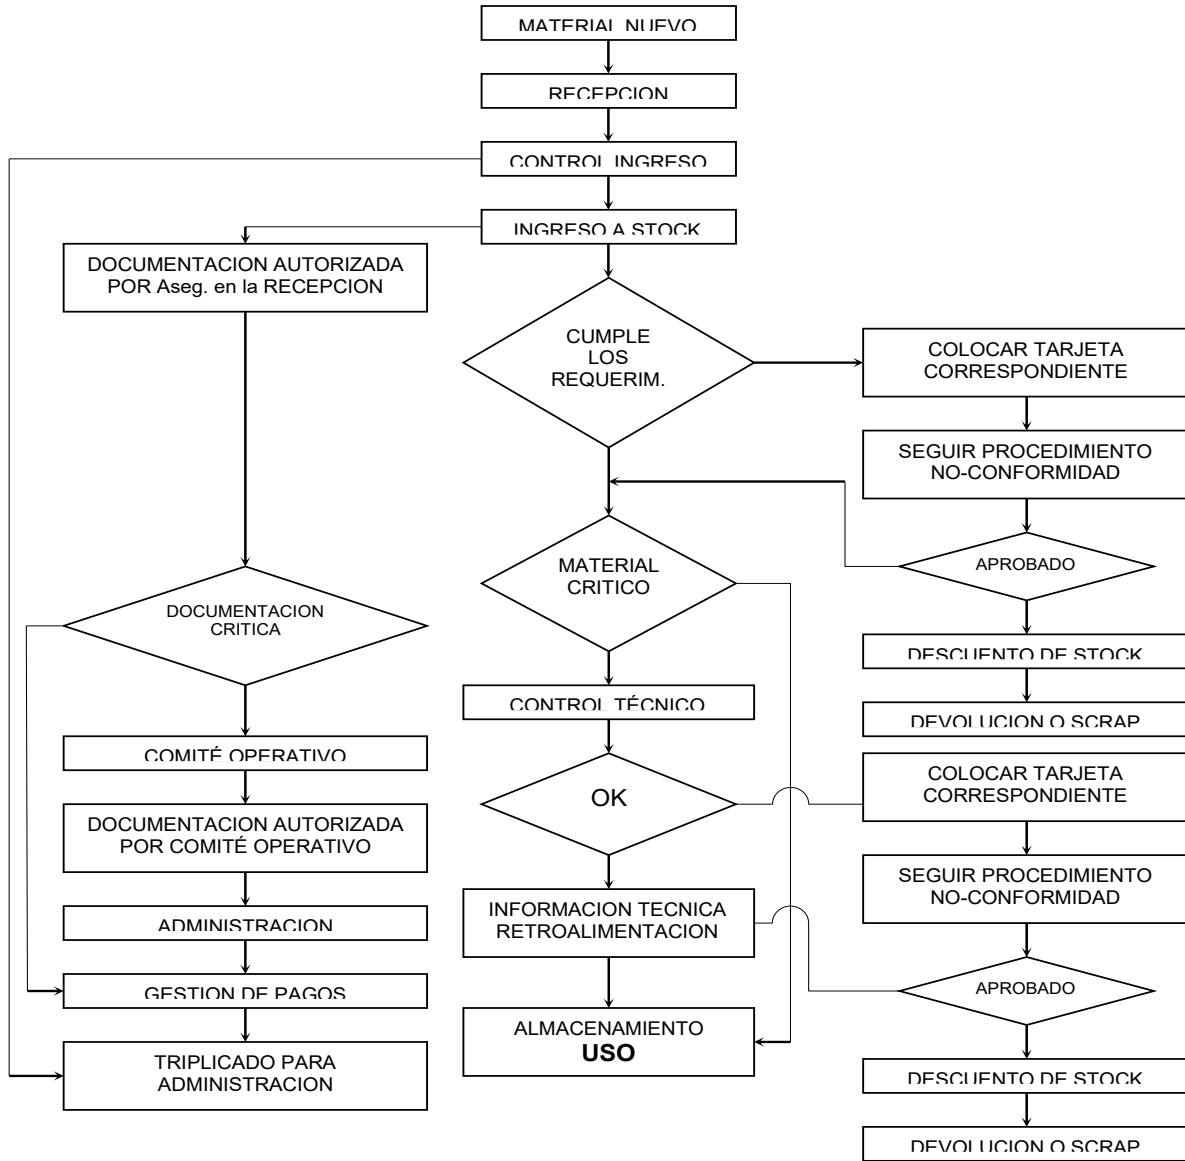 MATERIAL NUEVO
RECEPCION
CONTROL INGRESO
INGRESO A STOCK
DOCUMENTACION AUTORIZADA
POR Aseg. en la RECEPCION
CUMPLE
LOS
REQUERIM.
COLOCAR TARJETA
CORRESPONDIENTE
SEGUIR PROCEDIMIENTO
NO-CONFORMIDAD
APROBADO
MATERIAL
CRITICO
DOCUMENTACION
CRITICA
DESCUENTO DE STOCK
CONTROL TÉCNICO
DEVOLUCION O SCRAP
COMITÉ OPERATIVO
OK
COLOCAR TARJETA
CORRESPONDIENTE
DOCUMENTACION AUTORIZADA
POR COMITÉ OPERATIVO
SEGUIR PROCEDIMIENTO
NO-CONFORMIDAD
INFORMACION TECNICA
RETROALIMENTACION
ADMINISTRACION
GESTION DE PAGOS
APROBADO
ALMACENAMIENTO
USO
TRIPLICADO PARA
ADMINISTRACION
DESCUENTO DE STOCK
DEVOLUCION O SCRAP